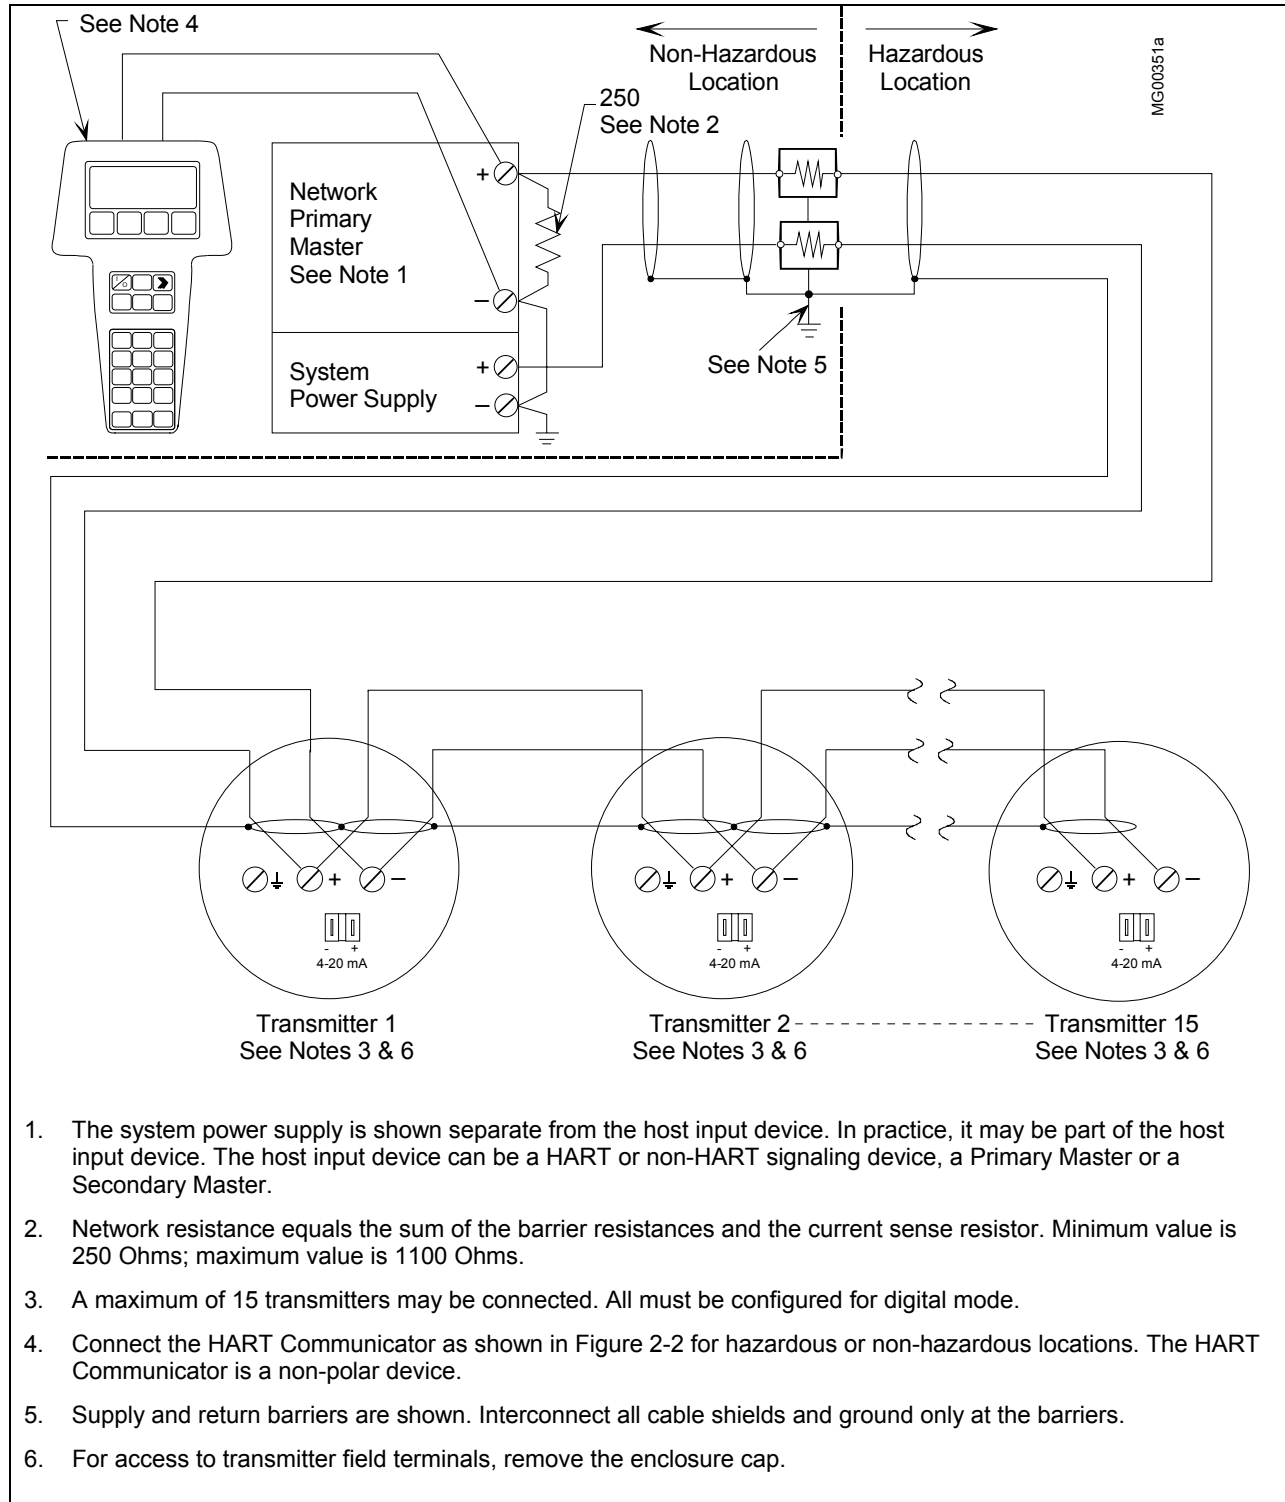 See Note 4
Non-Hazardous
Location
Hazardous
Location
MG00351a
250
See Note 2
Network
Primary
Master
See Note 1
+
–
System
Power Supply
+
–
See Note 5
+ –
- +
4-20 mA
+ –
- +
4-20 mA
+ –
- +
4-20 mA
Transmitter 1
See Notes 3 & 6
Transmitter 2
See Notes 3 & 6
Transmitter 15
See Notes 3 & 6
1. The system power supply is shown separate from the host input device. In practice, it may be part of the host
input device. The host input device can be a HART or non-HART signaling device, a Primary Master or a
Secondary Master.
2. Network resistance equals the sum of the barrier resistances and the current sense resistor. Minimum value is
250 Ohms; maximum value is 1100 Ohms.
3. A maximum of 15 transmitters may be connected. All must be configured for digital mode.
4. Connect the HART Communicator as shown in Figure 2-2 for hazardous or non-hazardous locations. The HART
Communicator is a non-polar device.
5. Supply and return barriers are shown. Interconnect all cable shields and ground only at the barriers.
6. For access to transmitter field terminals, remove the enclosure cap.